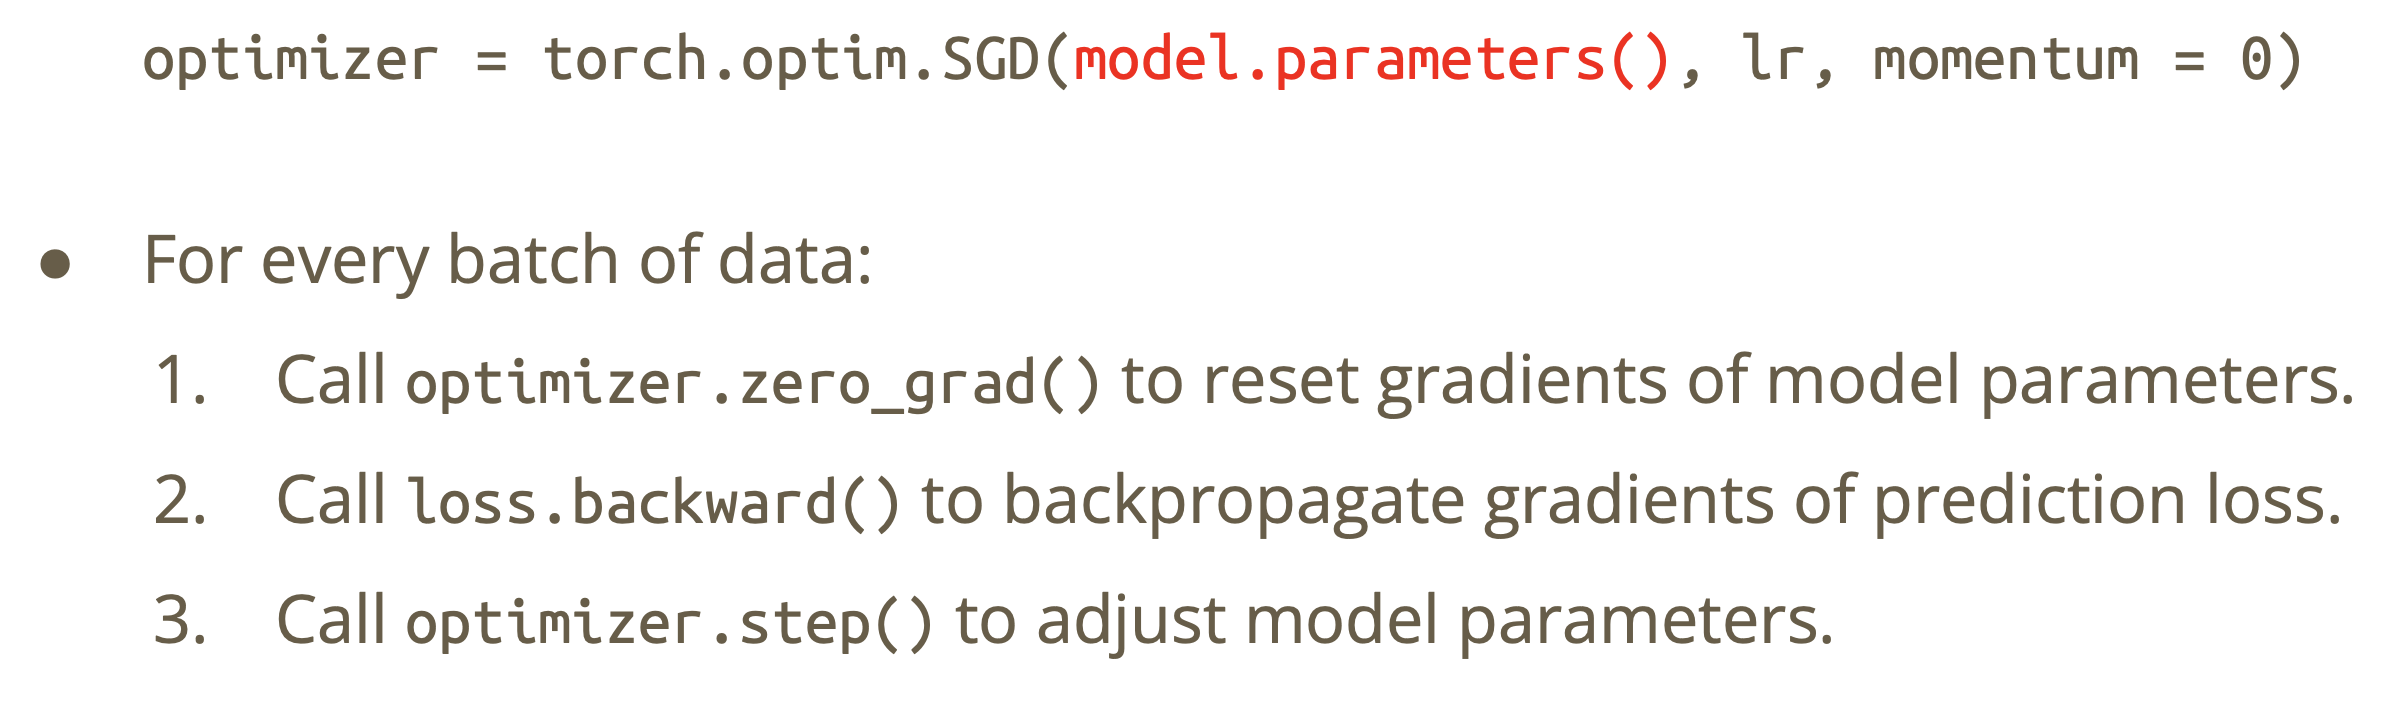 optimizer = torch.optim.SGD(model.parameters(), lr, momentum = 0)
● For every batch of data:
1. Call optimizer.zero_grad() to reset gradients of model parameters.
2. Call loss.backward() to backpropagate gradients of prediction loss.
3. Call optimizer.step() to adjust model parameters.